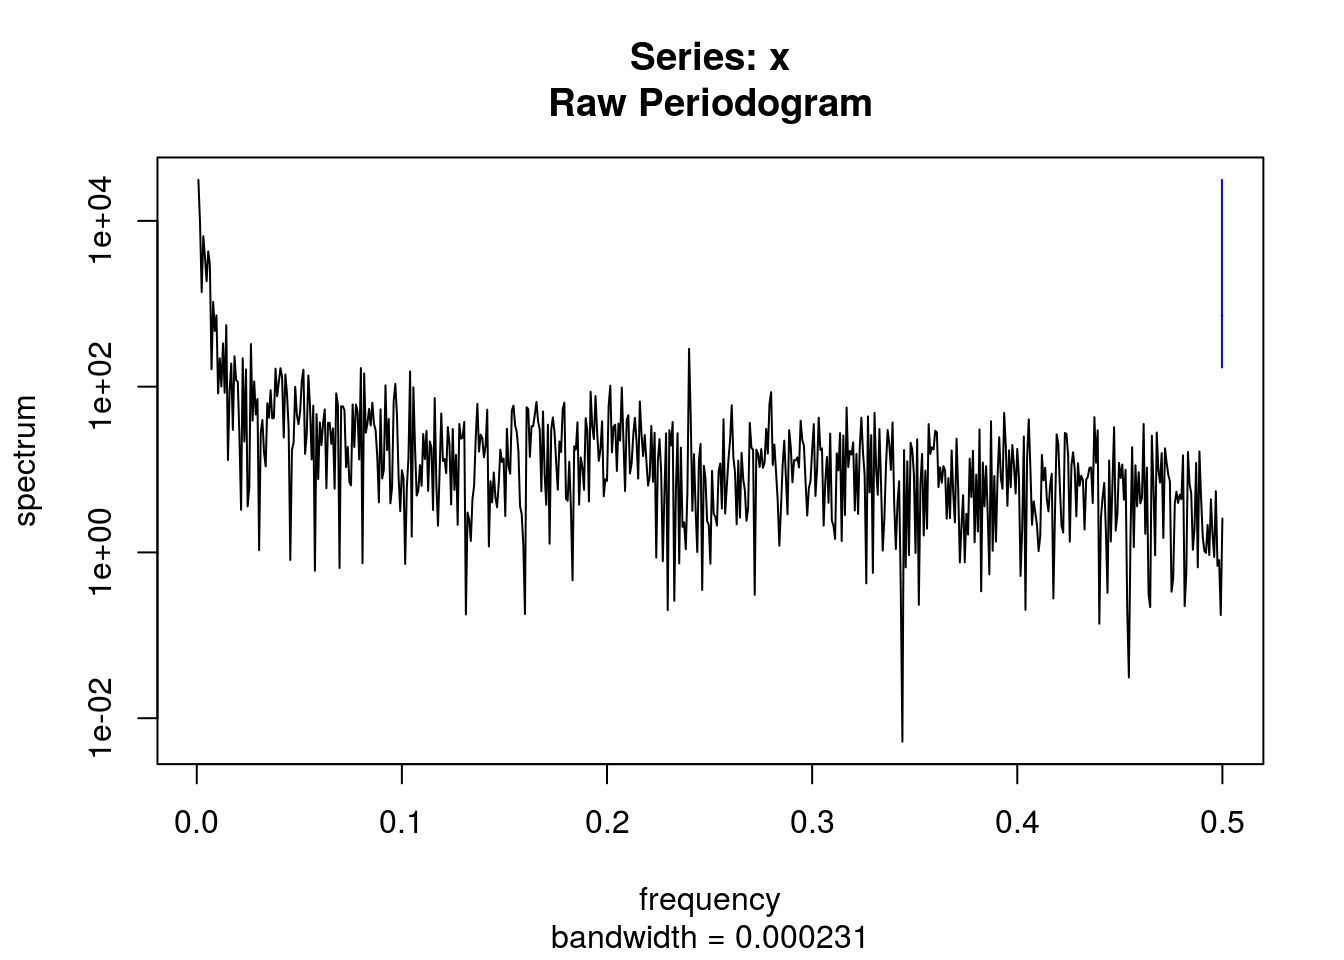 Series: x
Raw Periodogram
spectrum
1e+04
1e+02
1e+00
1e-02
0.0 0.1 0.2 0.3 0.4 0.5
frequency
bandwidth = 0.000231